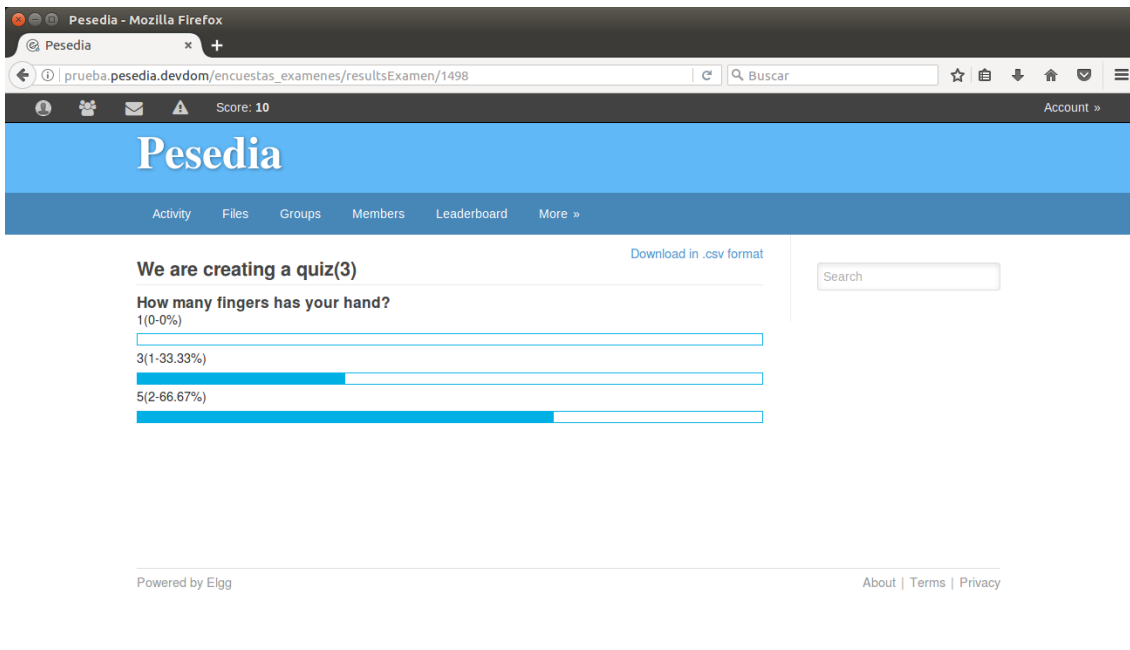 Pesedia - Mozilla Firefox
Pesedia
prueba.pesedia.devdom/encuestas_examenes/resultsExamen/1498
Buscar
Score: 10
Account »
Pesedia
Activity Files Groups Members Leaderboard More »
Download in .csv format
We are creating a quiz(3)
Search
How many fingers has your hand?
1(0-0%)
3(1-33.33%)
5(2-66.67%)
Powered by Elgg
About | Terms | Privacy